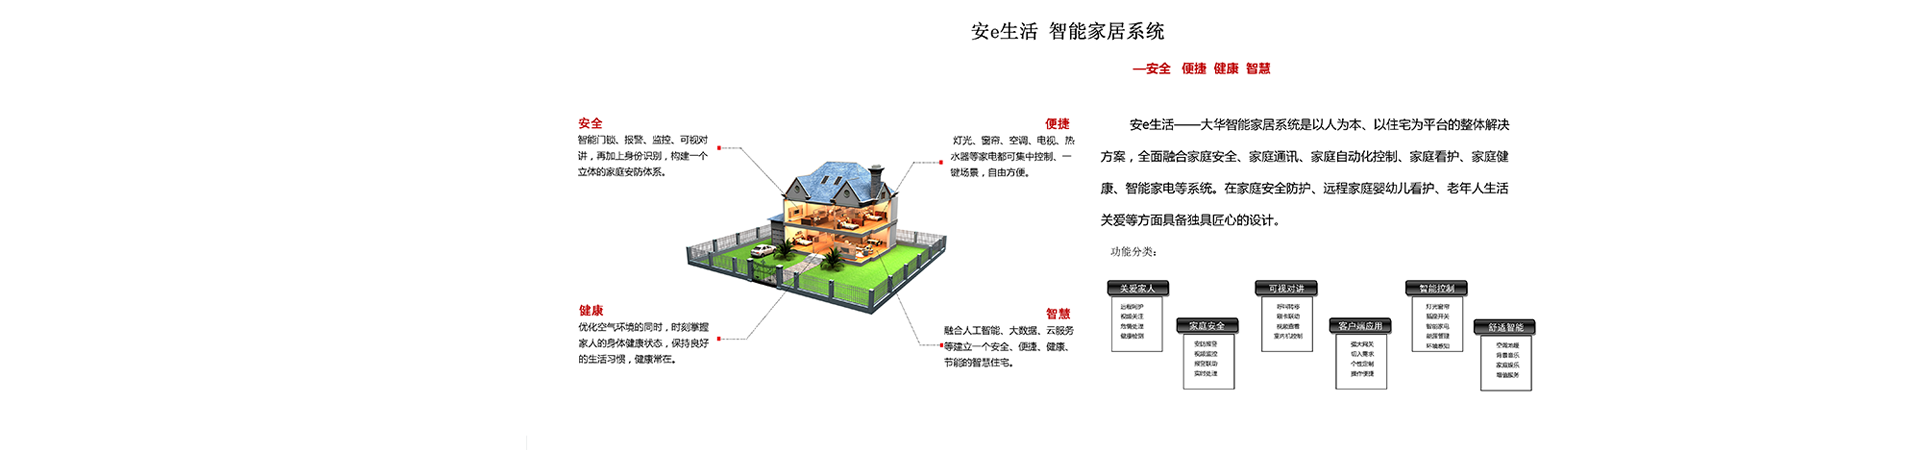 安e生活 智能家居系统
—安全 便捷 健康 智慧
安全
智能门锁、报警、监控、可视对
讲，再加上身份识别，构建一个
立体的家庭安防体系。
便捷
灯光、窗帘、空调、电视、热
水器等家电都可集中控制、一
键场景，自由方便。
健康
优化空气环境的同时，时刻掌握
家人的身体健康状态，保持良好
的生活习惯，健康常在。
智慧
融合人工智能、大数据、云服务
等建立一个安全、便捷、健康、
节能的智慧住宅。
安e生活——大华智能家居系统是以人为本、以住宅为平台的整体解决
方案，全面融合家庭安全、家庭通讯、家庭自动化控制、家庭看护、家庭健
康、智能家电等系统。在家庭安全防护、远程家庭婴幼儿看护、老年人生活
关爱等方面具备独具匠心的设计。
功能分类：
关爱家人
远程呵护
视频关注
危情处理
健康检测
家庭安全
安防报警
视频监控
报警联动
实时处理
可视对讲
呼叫转移
刷卡联动
视频查看
室内机控制
客户端应用
强大网关
切入需求
个性定制
操作便捷
智能控制
灯光窗帘
插座开关
智能家电
能源管理
环境感知
舒适智能
空调地暖
背景音乐
家庭娱乐
增值服务